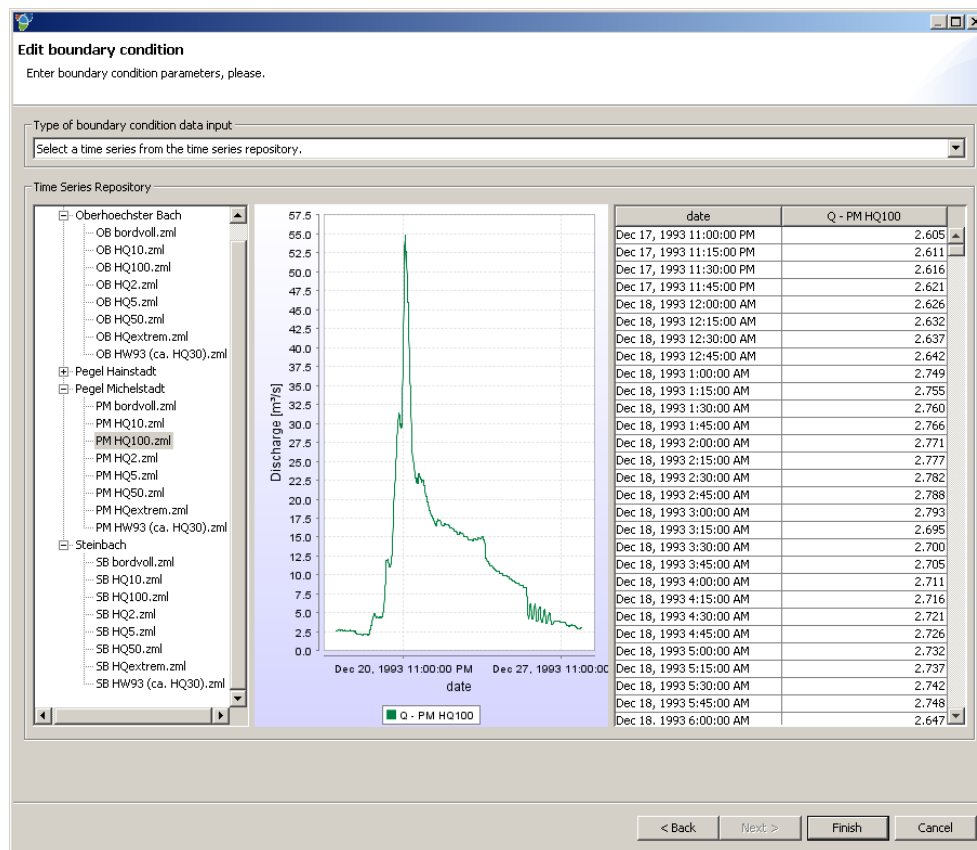 Edit boundary condition
Enter boundary condition parameters, please.
Type of boundary condition data input
Select a time series from the time series repository.
Time Series Repository
Oberhoechster Bach
OB bordvoll.zml
OB HQ10.zml
OB HQ100.zml
OB HQ2.zml
OB HQ5.zml
OB HQ50.zml
OB HQextrem.zml
OB HW93 (ca. HQ30).zml
Pegel Hainstadt
Pegel Michelstadt
PM bordvoll.zml
PM HQ10.zml
PM HQ100.zml
PM HQ2.zml
PM HQ5.zml
PM HQ50.zml
PM HQextrem.zml
PM HW93 (ca. HQ30).zml
Steinbach
SB bordvoll.zml
SB HQ10.zml
SB HQ100.zml
SB HQ2.zml
SB HQ5.zml
SB HQ50.zml
SB HQextrem.zml
SB HW93 (ca. HQ30).zml
57.5
55.0
52.5
50.0
47.5
45.0
42.5
40.0
37.5
35.0
32.5
30.0
27.5
25.0
22.5
20.0
17.5
15.0
12.5
10.0
7.5
5.0
2.5
0.0
Discharge [m³/s]
Dec 20, 1993 11:00:00 PM Dec 27, 1993 11:00:00
date
Q - PM HQ100
date Q - PM HQ100
Dec 17, 1993 11:00:00 PM 2.605
Dec 17, 1993 11:15:00 PM 2.611
Dec 17, 1993 11:30:00 PM 2.616
Dec 17, 1993 11:45:00 PM 2.621
Dec 18, 1993 12:00:00 AM 2.626
Dec 18, 1993 12:15:00 AM 2.632
Dec 18, 1993 12:30:00 AM 2.637
Dec 18, 1993 12:45:00 AM 2.642
Dec 18, 1993 1:00:00 AM 2.749
Dec 18, 1993 1:15:00 AM 2.755
Dec 18, 1993 1:30:00 AM 2.760
Dec 18, 1993 1:45:00 AM 2.766
Dec 18, 1993 2:00:00 AM 2.771
Dec 18, 1993 2:15:00 AM 2.777
Dec 18, 1993 2:30:00 AM 2.782
Dec 18, 1993 2:45:00 AM 2.788
Dec 18, 1993 3:00:00 AM 2.793
Dec 18, 1993 3:15:00 AM 2.695
Dec 18, 1993 3:30:00 AM 2.700
Dec 18, 1993 3:45:00 AM 2.705
Dec 18, 1993 4:00:00 AM 2.711
Dec 18, 1993 4:15:00 AM 2.716
Dec 18, 1993 4:30:00 AM 2.721
Dec 18, 1993 4:45:00 AM 2.726
Dec 18, 1993 5:00:00 AM 2.732
Dec 18, 1993 5:15:00 AM 2.737
Dec 18, 1993 5:30:00 AM 2.742
Dec 18, 1993 5:45:00 AM 2.748
Dec 18, 1993 6:00:00 AM 2.647
< Back Next > Finish Cancel